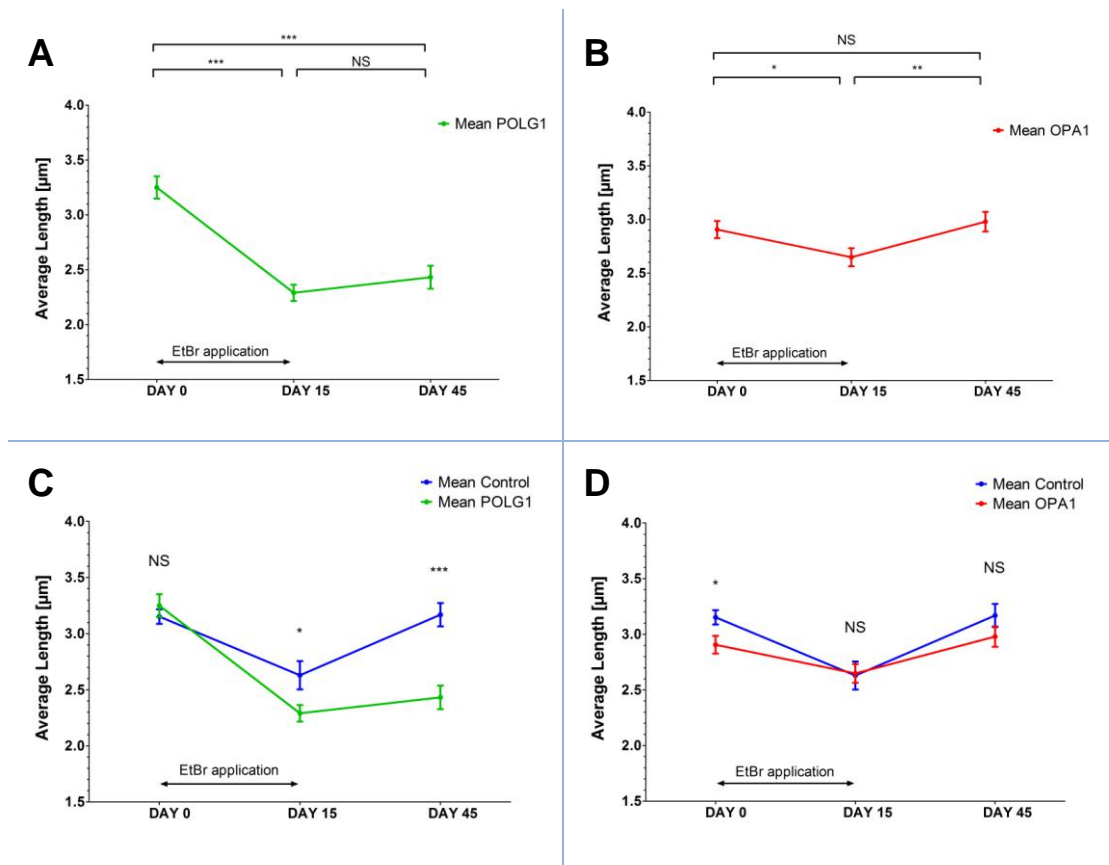 A
***
***
NS
Mean POLG1
Average Length [µm]
4.0
3.5
3.0
2.5
2.0
1.5
EtBr application
DAY 0
DAY 15
DAY 45
B
NS
*
**
Mean OPA1
Average Length [µm]
4.0
3.5
3.0
2.5
2.0
1.5
EtBr application
DAY 0
DAY 15
DAY 45
C
Mean Control
Mean POLG1
Average Length [µm]
4.0
3.5
3.0
2.5
2.0
1.5
NS
*
***
EtBr application
DAY 0
DAY 15
DAY 45
D
Mean Control
Mean OPA1
Average Length [µm]
4.0
3.5
3.0
2.5
2.0
1.5
*
NS
NS
EtBr application
DAY 0
DAY 15
DAY 45